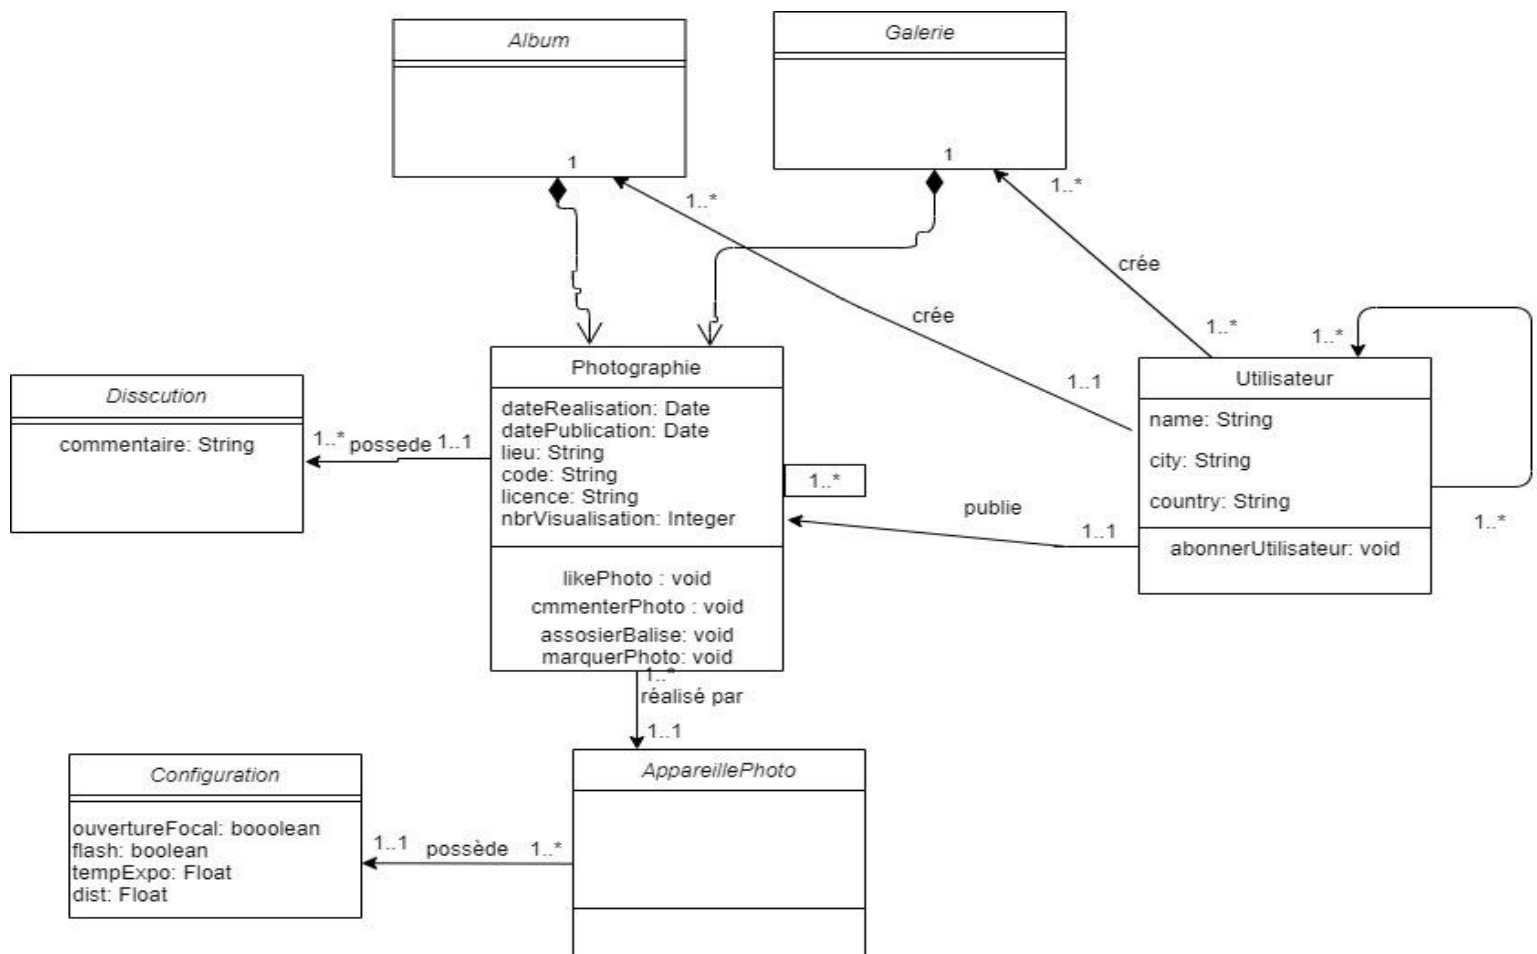 Album
Galerie
1
1
1..*
1..*
crée
crée
1..*
1..*
1..1
1..*
Photographie
dateRealisation: Date
datePublication: Date
lieu: String
code: String
licence: String
nbrVisualisation: Integer
likePhoto : void
cmmenterPhoto : void
assosierBalise: void
marquerPhoto: void
Disscution
commentaire: String
1..* possede 1..1
1..*
publie
1..1
Utilisateur
name: String
city: String
country: String
abonnerUtilisateur: void
1..*
réalisé par
1..1
AppareillePhoto
Configuration
ouvertureFocal: booolean
flash: boolean
tempExpo: Float
dist: Float
1..1 possède 1..*